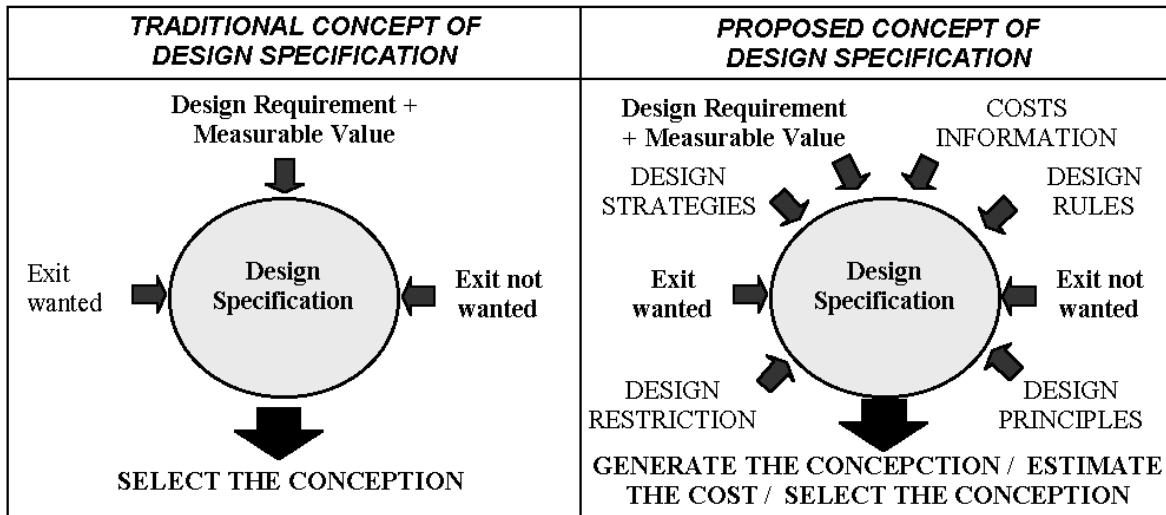 TRADITIONAL CONCEPT OF
DESIGN SPECIFICATION
Design Requirement +
Measurable Value
Exit
wanted
Design
Specification
Exit not
wanted
SELECT THE CONCEPTION
PROPOSED CONCEPT OF
DESIGN SPECIFICATION
Design Requirement
+ Measurable Value
COSTS
INFORMATION
DESIGN
STRATEGIES
DESIGN
RULES
Exit
wanted
Design
Specification
Exit not
wanted
DESIGN
RESTRICTION
DESIGN
PRINCIPLES
GENERATE THE CONCEPCTION / ESTIMATE
THE COST / SELECT THE CONCEPTION